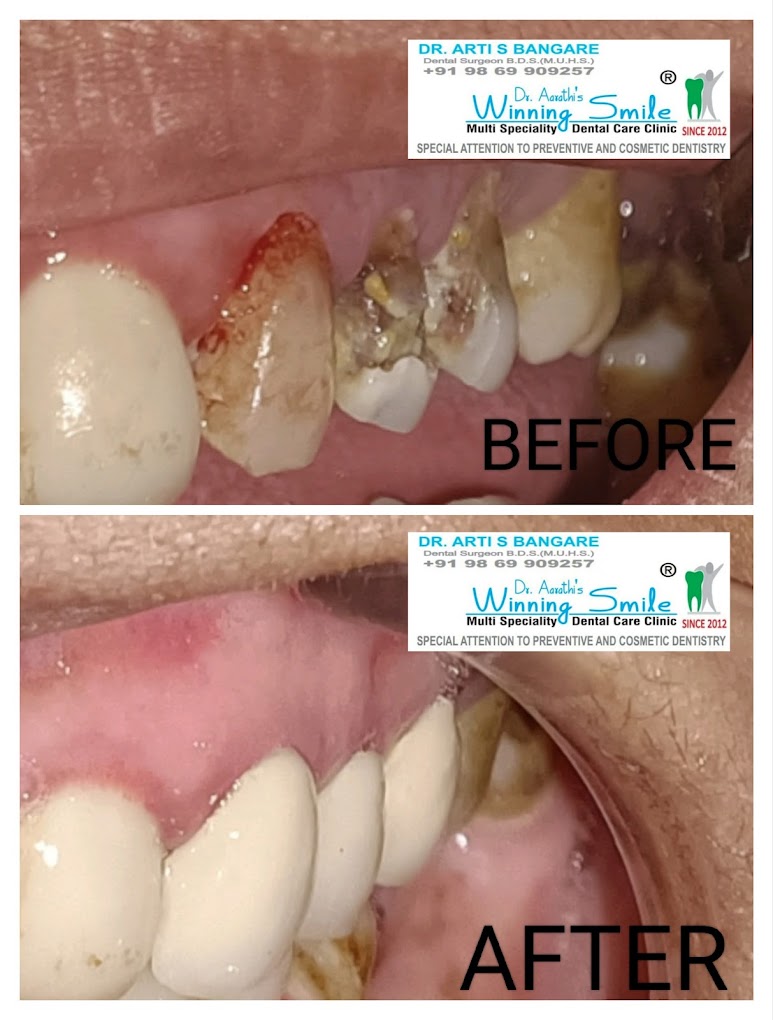 DR. ARTI S BANGARE
Dental Surgeon B.D.S.(M.U.H.S.)
+91 98 69 909257
®
Dr. Aarathi's
Winning Smile
Multi Speciality Dental Care Clinic SINCE 2012
SPECIAL ATTENTION TO PREVENTIVE AND COSMETIC DENTISTRY
BEFORE
DR. ARTI S BANGARE
Dental Surgeon B.D.S.(M.U.H.S.)
+91 98 69 909257
®
Dr. Aarathi's
Winning Smile
Multi Speciality Dental Care Clinic SINCE 2012
SPECIAL ATTENTION TO PREVENTIVE AND COSMETIC DENTISTRY
AFTER